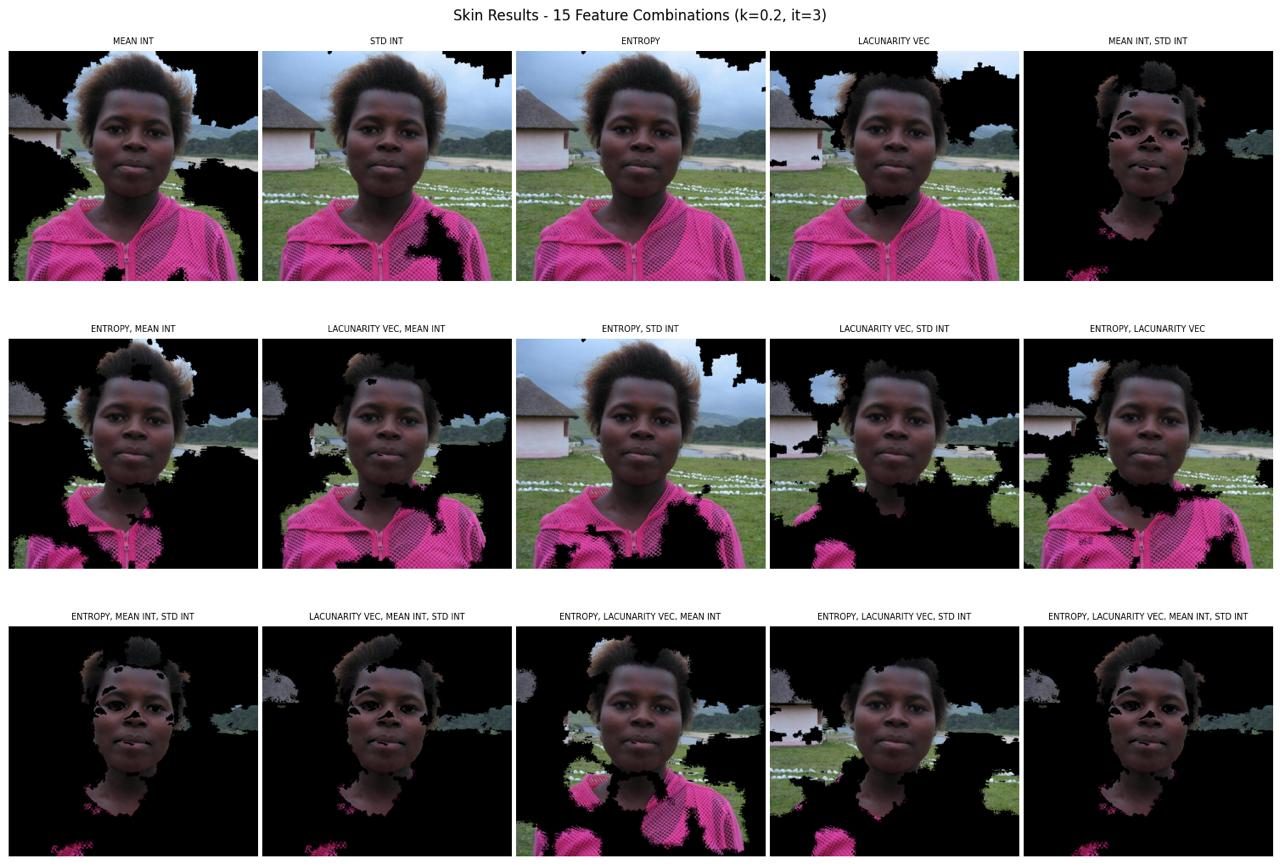 Skin Results - 15 Feature Combinations (k=0.2, it=3)
MEAN INT
STD INT
ENTROPY
LACUNARITY VEC
MEAN INT, STD INT
ENTROPY, MEAN INT
LACUNARITY VEC, MEAN INT
ENTROPY, STD INT
LACUNARITY VEC, STD INT
ENTROPY, LACUNARITY VEC
ENTROPY, MEAN INT, STD INT
LACUNARITY VEC, MEAN INT, STD INT
ENTROPY, LACUNARITY VEC, MEAN INT
ENTROPY, LACUNARITY VEC, STD INT
ENTROPY, LACUNARITY VEC, MEAN INT, STD INT